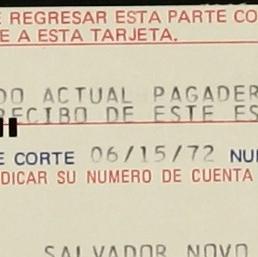 REGRESAR ESTA PARTE CO
E A ESTA TARJETA.
DO ACTUAL PAGADER
RECIBO DE ESTE ES
E CORTE 06/15/72 NUM
DICAR SU NUMERO DE CUENTA
SALVADOR NOVO